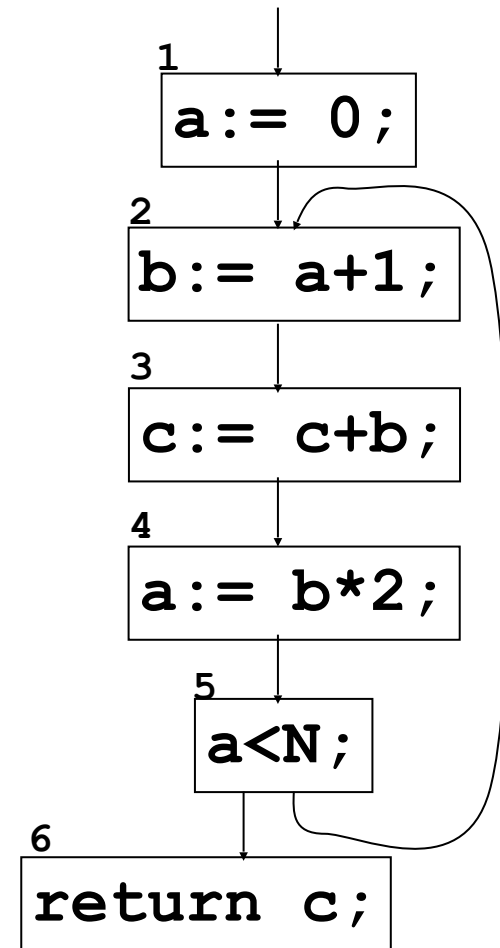 1
a:= 0;
2
b:= a+1;
3
c:= c+b;
4
a:= b*2;
5
a<N;
6
return c;